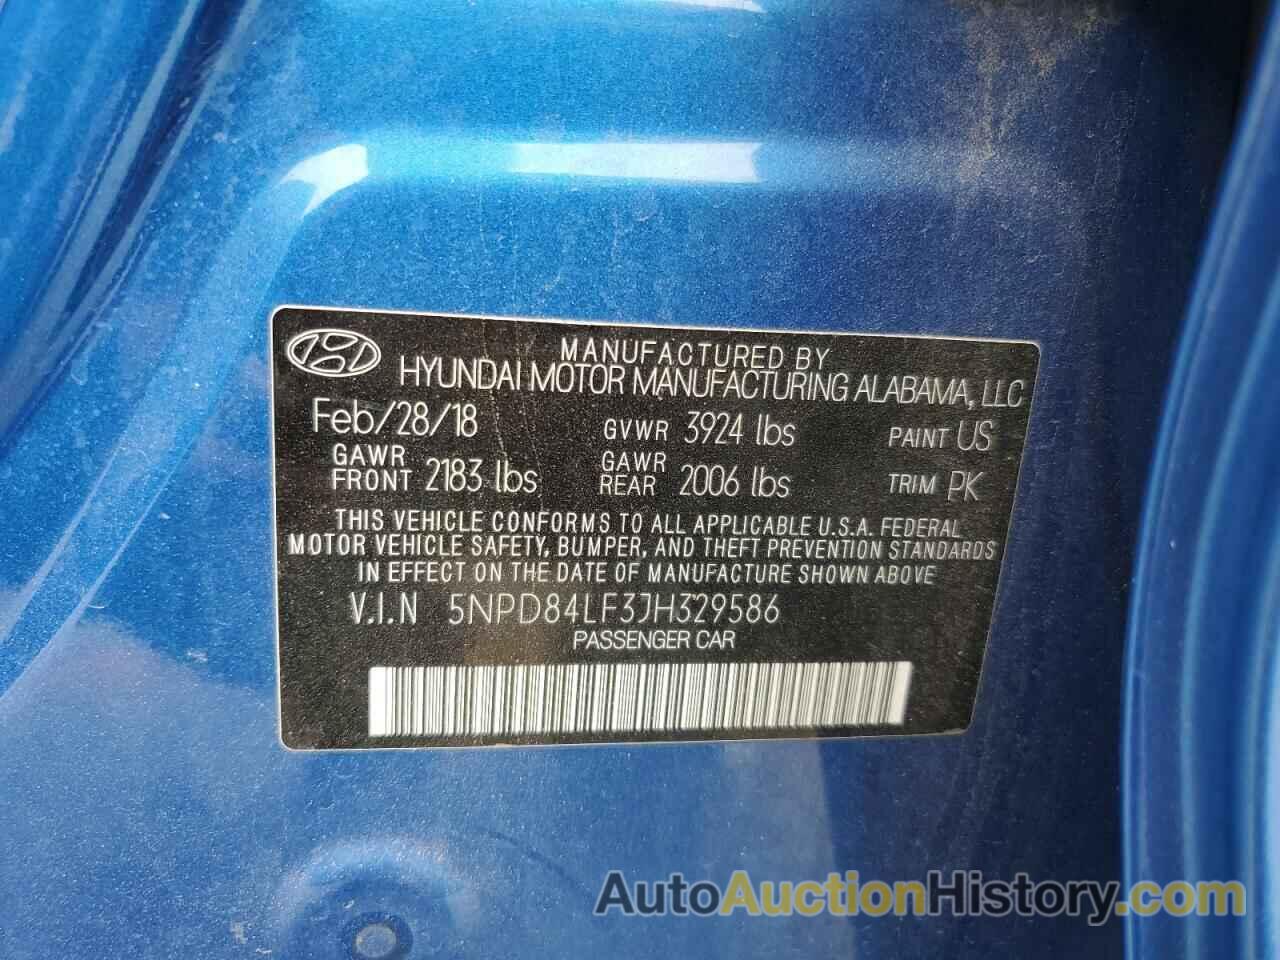 MANUFACTURED BY
HYUNDAI MOTOR MANUFACTURING ALABAMA, LLC
Feb/28/18 GVWR 3924 lbs PAINT US
GAWR FRONT 2183 lbs GAWR REAR 2006 lbs TRIM PK
THIS VEHICLE CONFORMS TO ALL APPLICABLE U.S.A. FEDERAL
MOTOR VEHICLE SAFETY, BUMPER, AND THEFT PREVENTION STANDARDS
IN EFFECT ON THE DATE OF MANUFACTURE SHOWN ABOVE
V.I.N 5NPD84LF3JH329586
PASSENGER CAR
AutoAuctionHistory.com